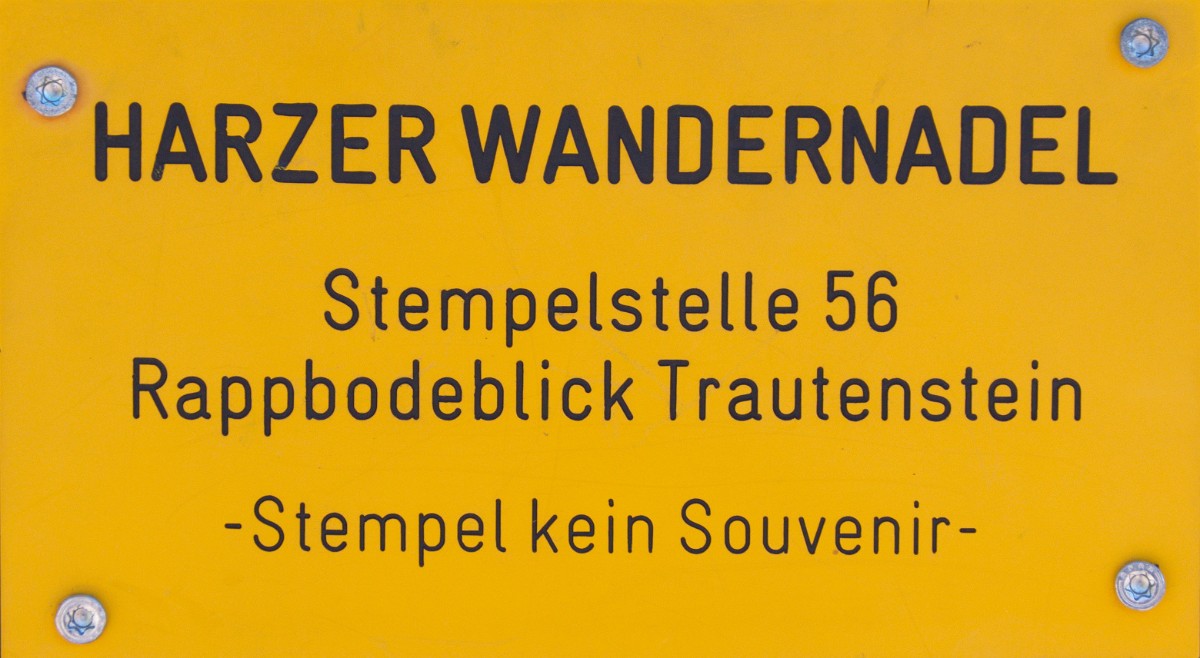 HARZER WANDERNADEL
Stempelstelle 56
Rappbodeblick Trautenstein
-Stempel kein Souvenir-